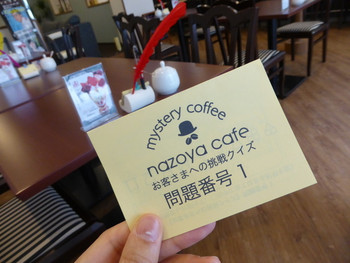 mystery coffee
nazoya cafe
お客さまへの挑戦クイズ
問題番号1